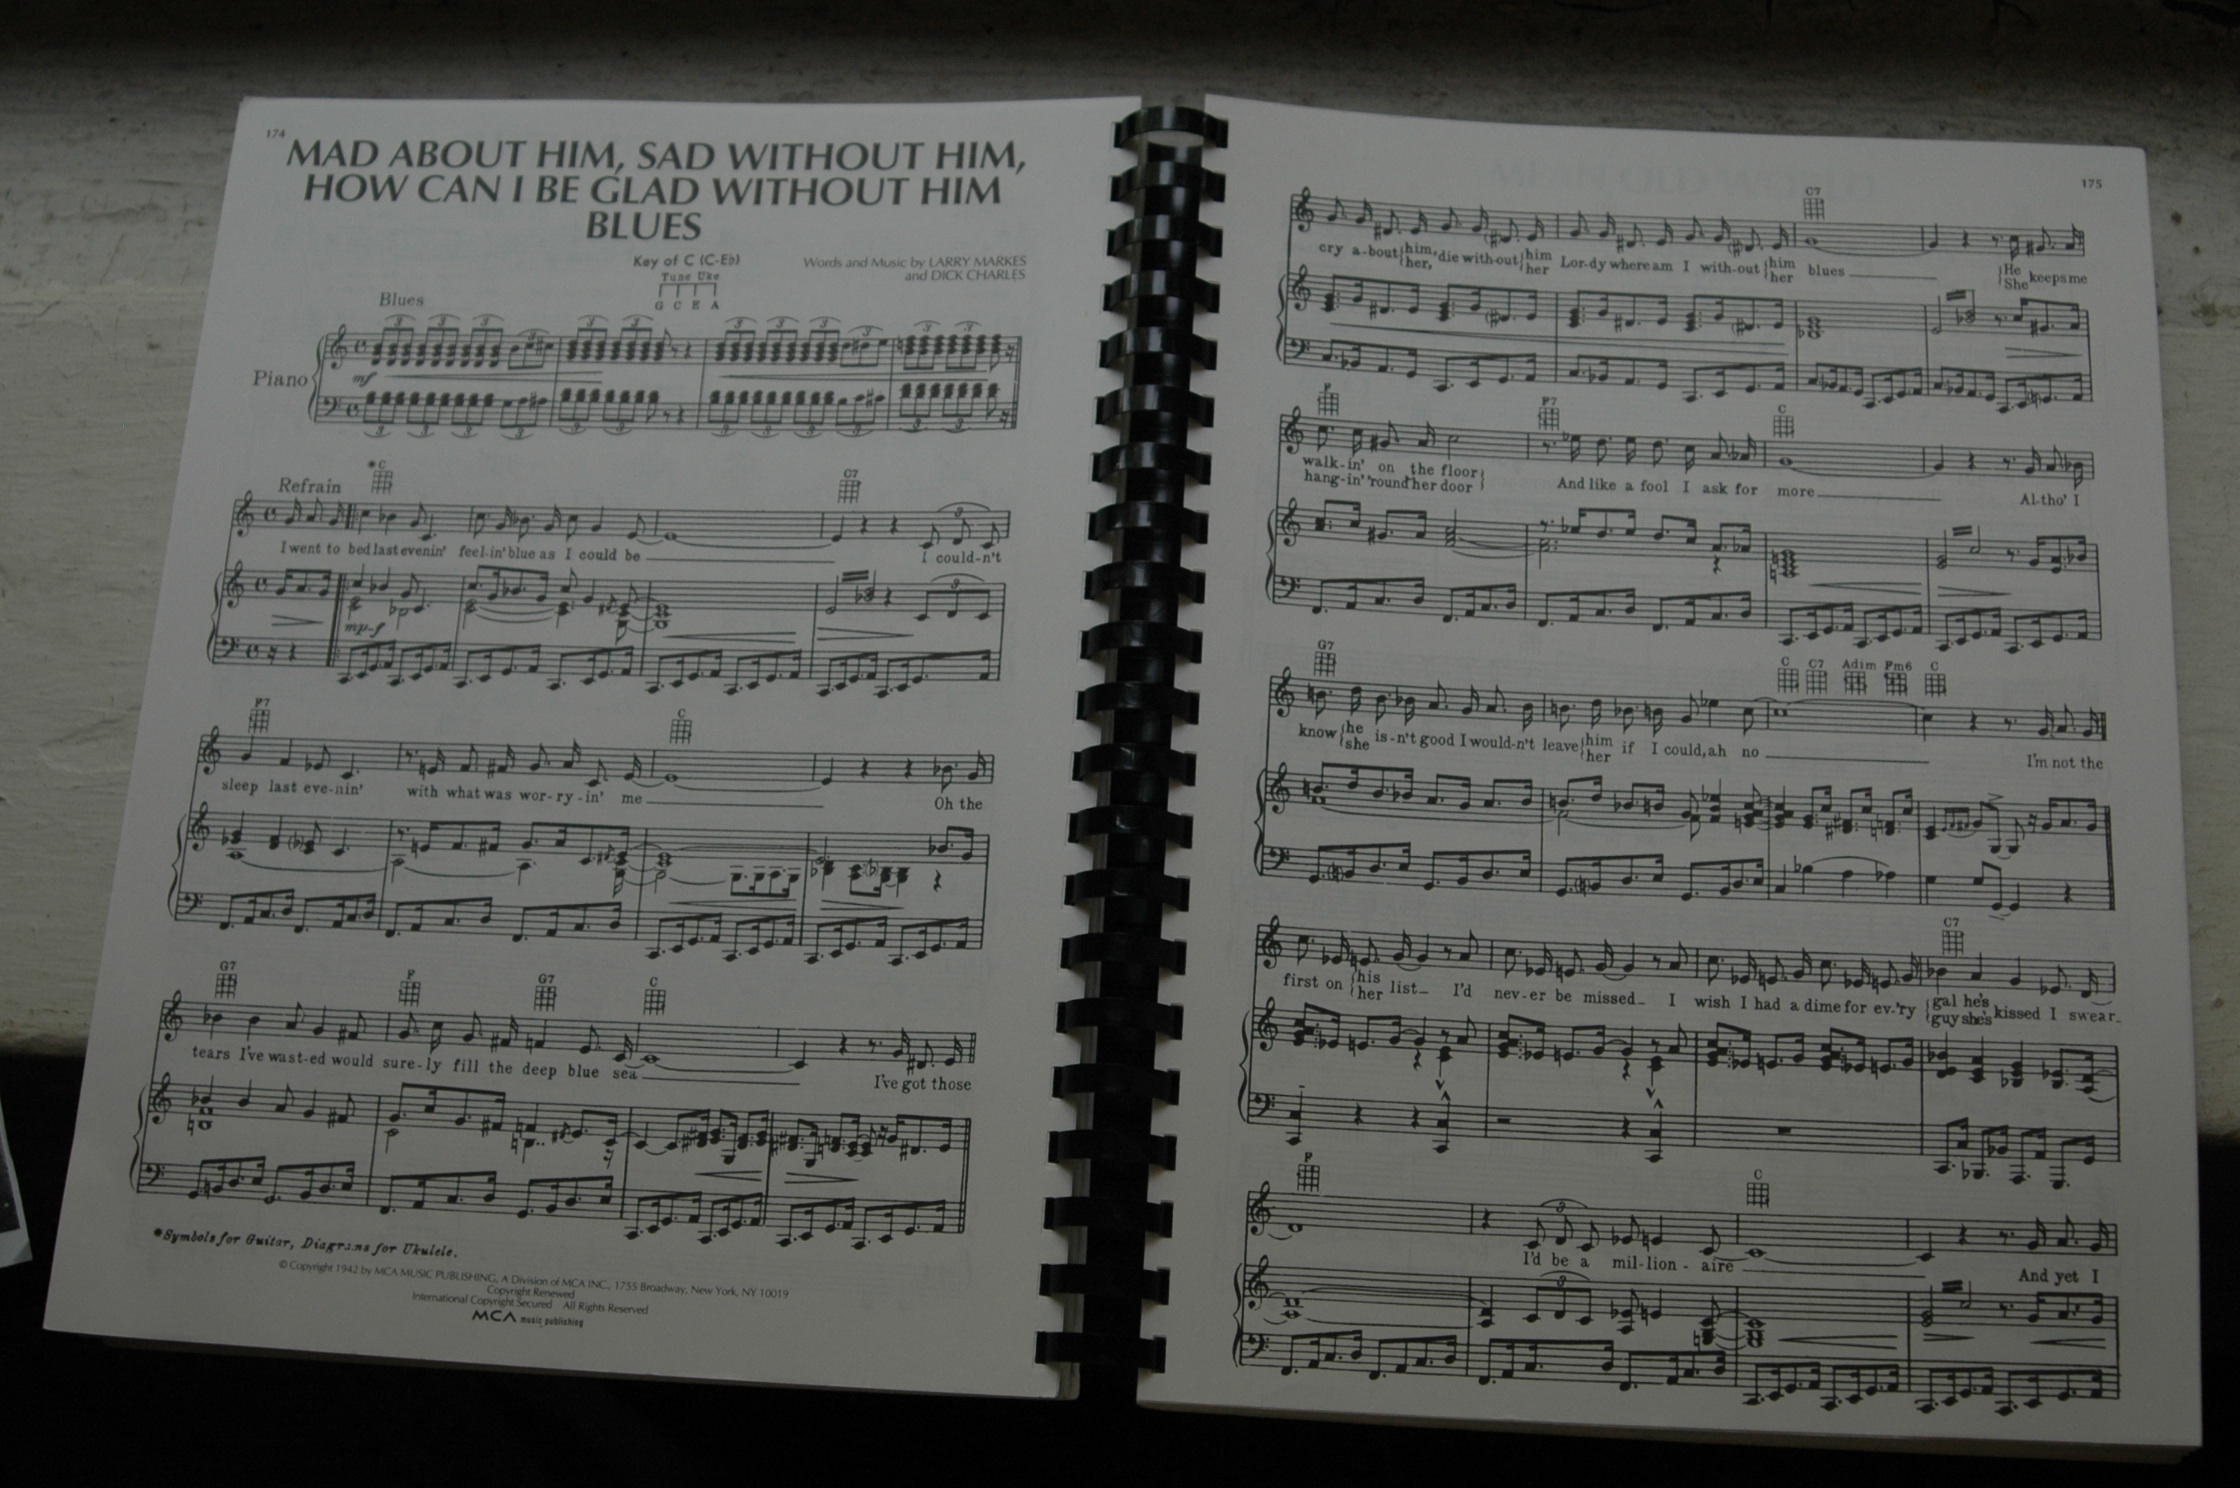 174
MAD ABOUT HIM, SAD WITHOUT HIM,
HOW CAN I BE GLAD WITHOUT HIM
BLUES
Key of C (C-Eb)
Tune Uke
G C E A
Words and Music by LARRY MARKES
and DICK CHARLES
Blues
Piano
mf
Refrain
*C
G7
I went to bed last evenin' feel-in' blue as I could be
I could-n't
mp-f
F7
C
sleep last eve-nin' with what was wor-ry-in' me
Oh the
G7 F G7 C
tears I've wast-ed would sure-ly fill the deep blue sea
I've got those
*Symbols for Guitar, Diagrams for Ukulele.
© Copyright 1942 by MCA MUSIC PUBLISHING, A Division of MCA INC., 1755 Broadway, New York, NY 10019
Copyright Renewed
International Copyright Secured All Rights Reserved
MCA music publishing
175
C7
cry a-bout {him, die with-out {him Lor-dy where am I with-out {him blues {He keeps me
{her, {her {her {She
F F7 C
walk-in' on the floor} And like a fool I ask for more Al-tho' I
hang-in' 'round her door}
G7 C C7 Adim Fm6 C
know {he is-n't good I would-n't leave {him if I could, ah no I'm not the
{she {her
C7
first on {his list I'd nev-er be missed I wish I had a dime for ev-'ry {gal he's kissed I swear
{her {guy she's
F C
I'd be a mil-lion-aire And yet I